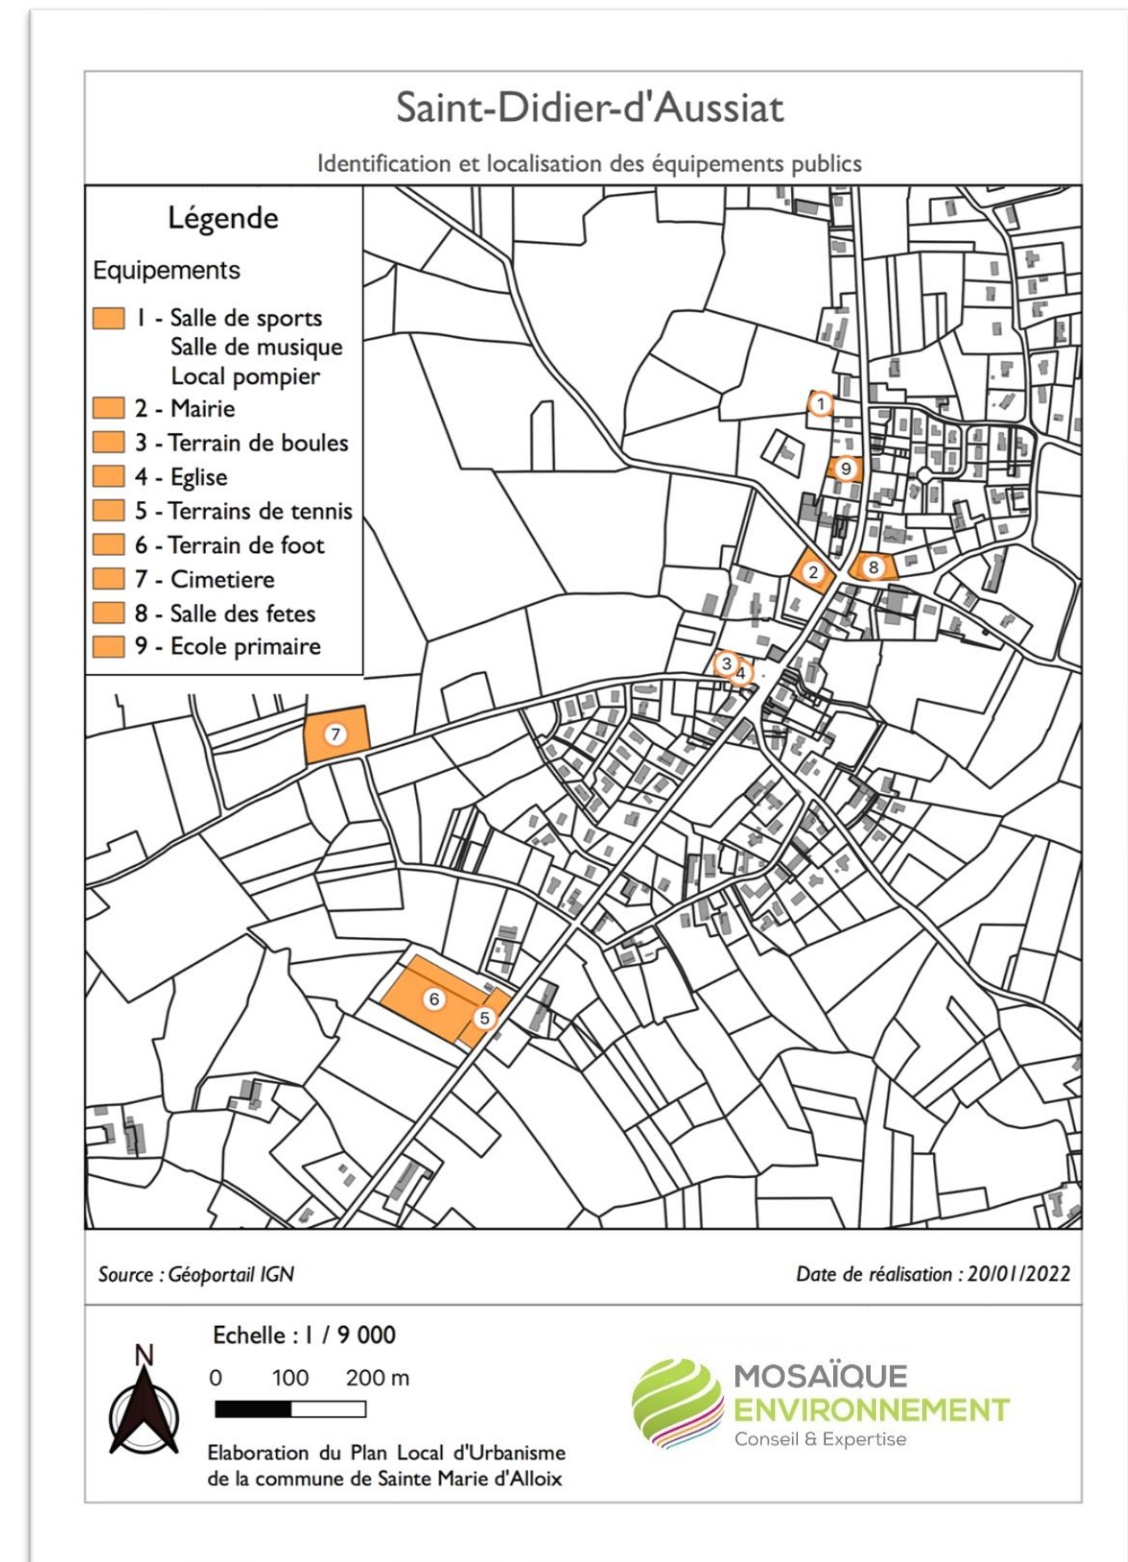 Saint-Didier-d'Aussiat
Identification et localisation des équipements publics
Légende
Equipements
1 - Salle de sports
Salle de musique
Local pompier
2 - Mairie
3 - Terrain de boules
4 - Eglise
5 - Terrains de tennis
6 - Terrain de foot
7 - Cimetiere
8 - Salle des fetes
9 - Ecole primaire
1
9
2
8
3
4
7
6
5
Source : Géoportail IGN
Date de réalisation : 20/01/2022
N
Echelle : 1 / 9 000
0 100 200 m
Elaboration du Plan Local d'Urbanisme
de la commune de Sainte Marie d'Alloix
MOSAÏQUE
ENVIRONNEMENT
Conseil & Expertise